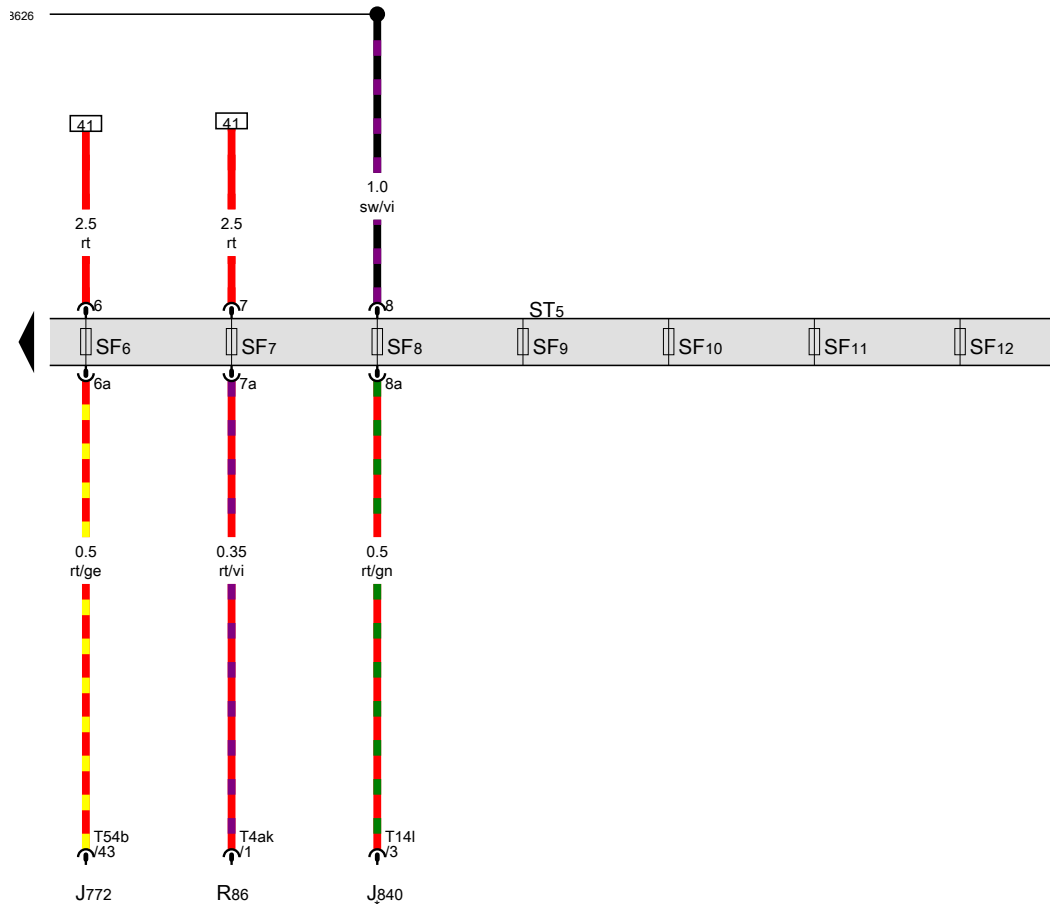 41 41
1.0
sw/vi
2.5 2.5
rt rt
6 7 8
ST5
SF6 SF7 SF8 SF9 SF10 SF11 SF12
6a 7a 8a
0.5 0.35 0.5
rt/ge rt/vi rt/gn
T54b T4ak T14l
/43 /1 /3
J772 R86 J840